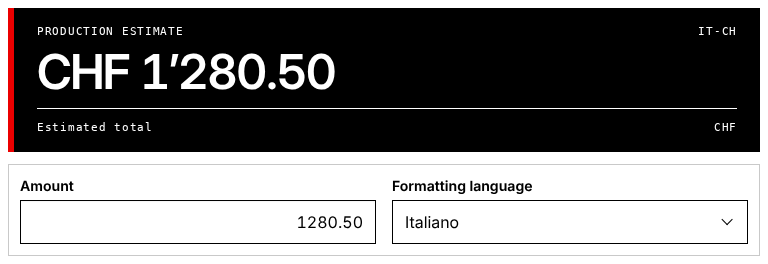 PRODUCTION ESTIMATE IT-CH
CHF 1’280.50
Estimated total CHF
Amount Formatting language
1280.50 Italiano